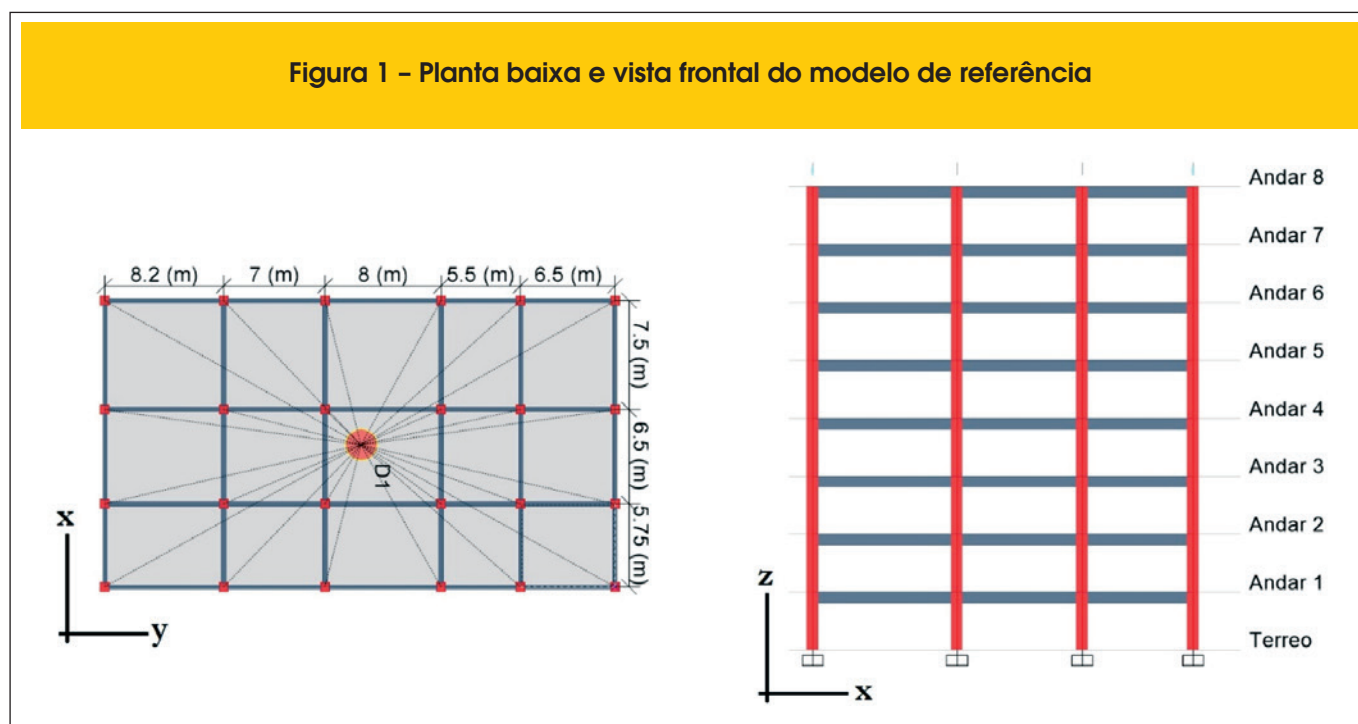 Figura 1 – Planta baixa e vista frontal do modelo de referência
8.2 (m) 7 (m) 8 (m) 5.5 (m) 6.5 (m)
7.5 (m)
6.5 (m)
5.75 (m)
D1
x
y
Andar 8
Andar 7
Andar 6
Andar 5
Andar 4
Andar 3
Andar 2
Andar 1
Terreo
z
x